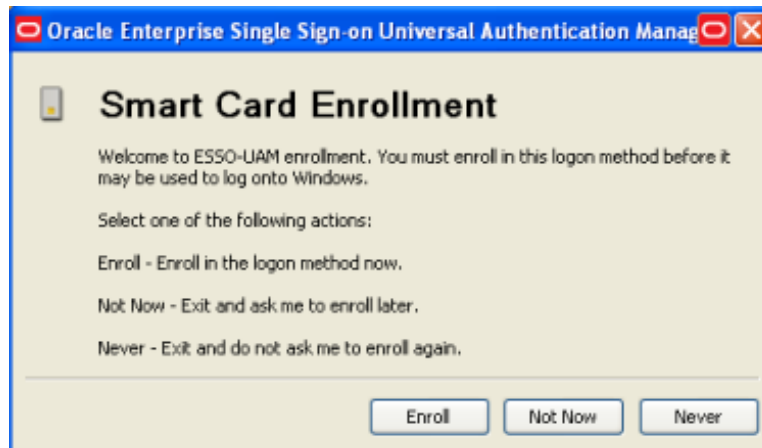 Oracle Enterprise Single Sign-on Universal Authentication Manag
Smart Card Enrollment
Welcome to ESSO-UAM enrollment. You must enroll in this logon method before it
may be used to log onto Windows.
Select one of the following actions:
Enroll - Enroll in the logon method now.
Not Now - Exit and ask me to enroll later.
Never - Exit and do not ask me to enroll again.
Enroll Not Now Never